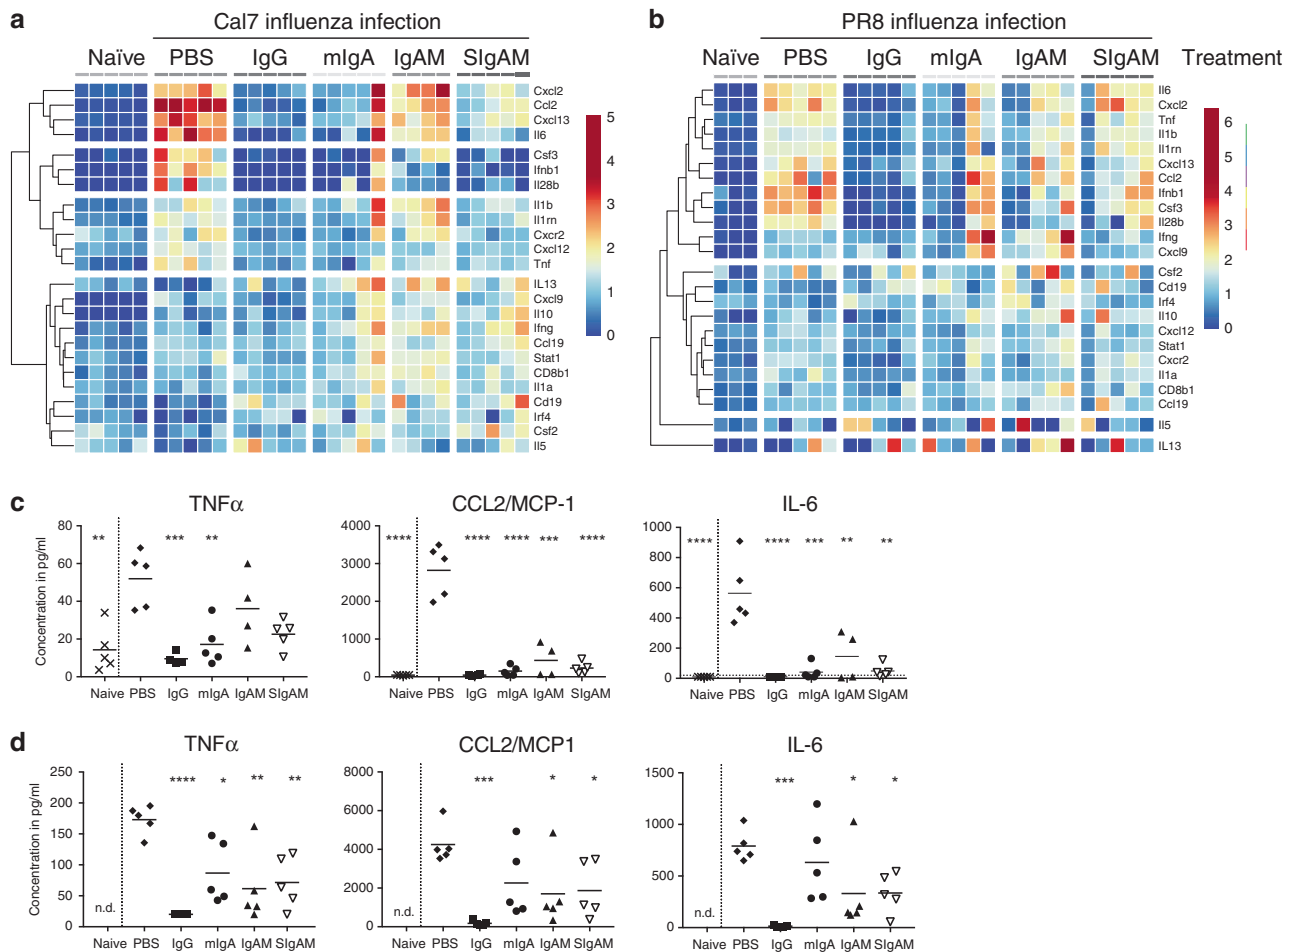 a
Cal7 influenza infection
Naïve PBS IgG mIgA IgAM SIgAM
Cxcl2
Ccl2
Cxcl13
Il6
Csf3
Ifnb1
Il28b
Il1b
Il1rn
Cxcr2
Cxcl12
Tnf
IL13
Cxcl9
Il10
Ifng
Ccl19
Stat1
CD8b1
Il1a
Cd19
Irf4
Csf2
Il5
5
4
3
2
1
0
b
PR8 influenza infection
Naïve PBS IgG mIgA IgAM SIgAM Treatment
Il6
Cxcl2
Tnf
Il1b
Il1rn
Cxcl13
Ccl2
Ifnb1
Csf3
Il28b
Ifng
Cxcl9
Csf2
Cd19
Irf4
Il10
Cxcl12
Stat1
Cxcr2
Il1a
CD8b1
Ccl19
Il5
IL13
6
5
4
3
2
1
0
c
TNFα
Concentration in pg/ml
80
60
40
20
0
** *** **
Naive PBS IgG mIgA IgAM SIgAM
CCL2/MCP-1
4000
3000
2000
1000
0
**** **** **** *** ****
Naive PBS IgG mIgA IgAM SIgAM
IL-6
1000
800
600
400
200
0
**** **** *** ** **
Naive PBS IgG mIgA IgAM SIgAM
d
TNFα
Concentration in pg/ml
250
200
150
100
50
0
**** * ** **
n.d.
Naive PBS IgG mIgA IgAM SIgAM
CCL2/MCP1
8000
6000
4000
2000
0
*** * *
n.d.
Naive PBS IgG mIgA IgAM SIgAM
IL-6
1500
1000
500
0
*** * *
n.d.
Naive PBS IgG mIgA IgAM SIgAM